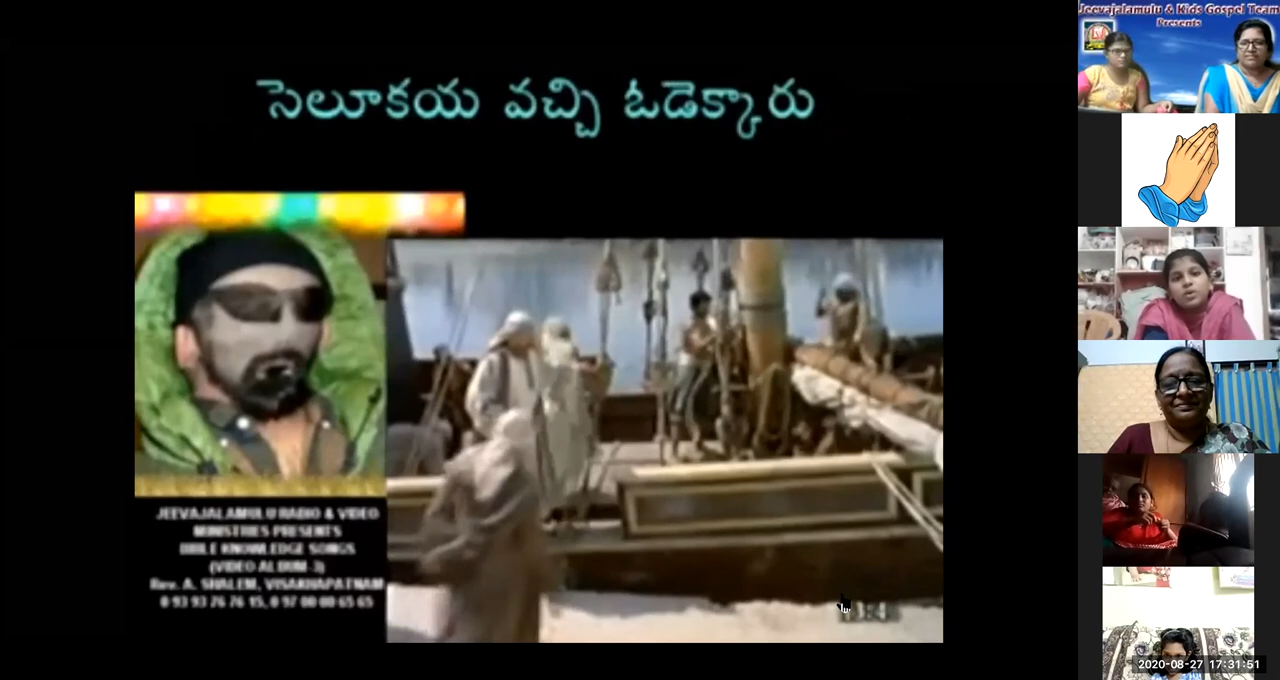 సెలూకయ వచ్చి ఓడెక్కారు
JEEVAJALAMULU RADIO & VIDEO
MINISTRIES PRESENTS
BIBLE KNOWLEDGE SONGS
(VIDEO ALBUM-3)
Rev. A. SHALEM, VISAKHAPATNAM
0 93 93 76 76 15, 0 97 00 00 65 65
Jeevajalamulu & Kids Gospel Team
Presents
2020-08-27 17:31:51